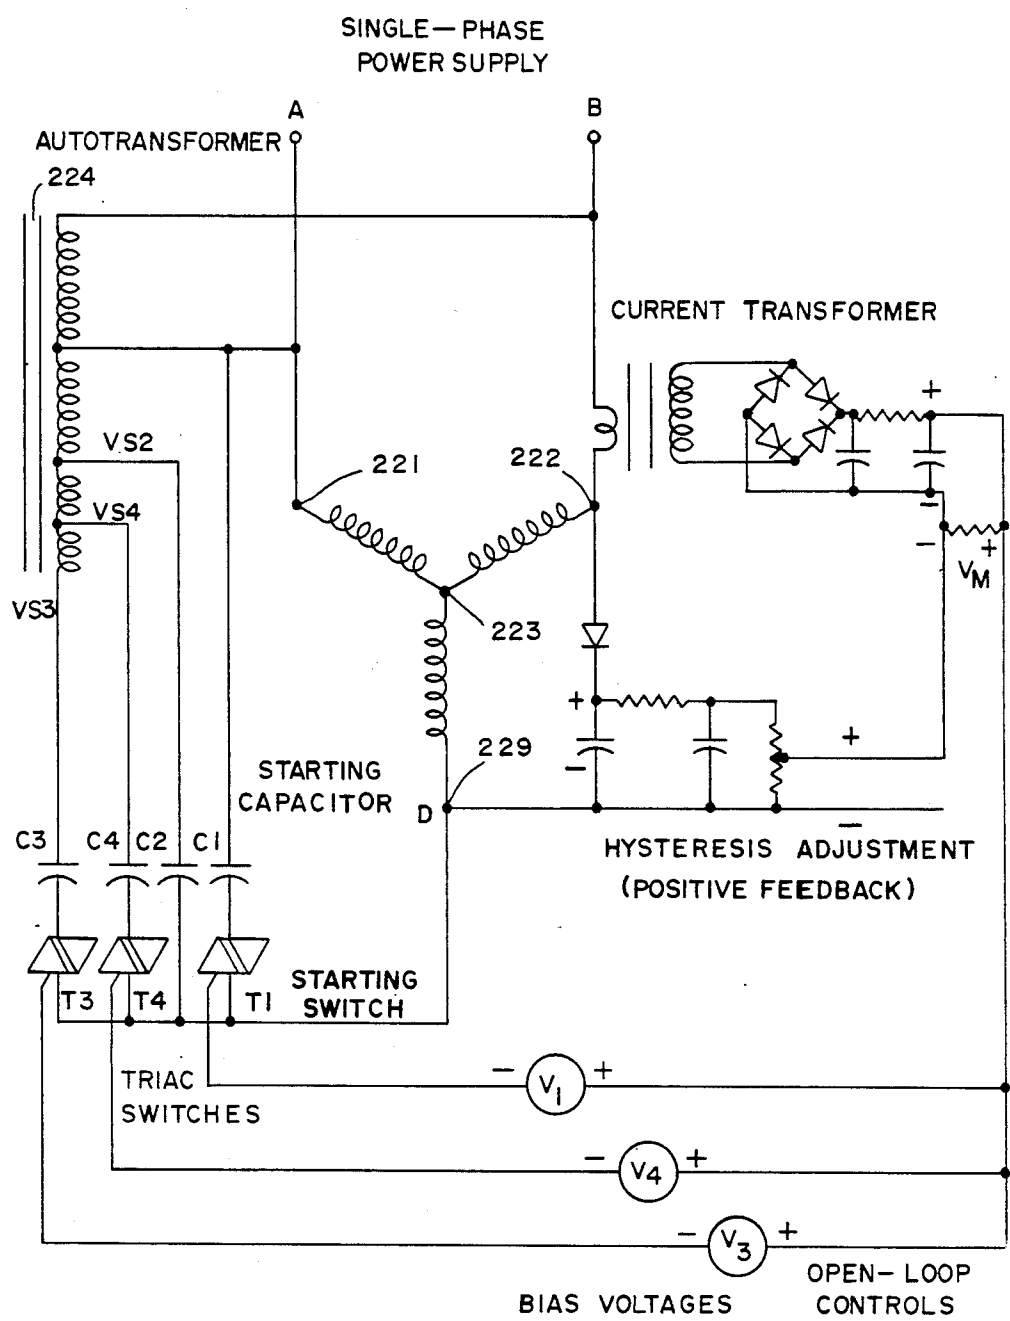 SINGLE—PHASE
POWER SUPPLY
A
B
AUTOTRANSFORMER
224
CURRENT TRANSFORMER
+
VS2
221
222
VS4
−
− +
VM
VS3
223
+
+
229
−
STARTING
CAPACITOR
D
−
C3 C4 C2 C1
HYSTERESIS ADJUSTMENT
(POSITIVE FEEDBACK)
STARTING
SWITCH
T3 T4 T1
TRIAC
SWITCHES
− V1 +
− V4 +
− V3 +
OPEN—LOOP
CONTROLS
BIAS VOLTAGES